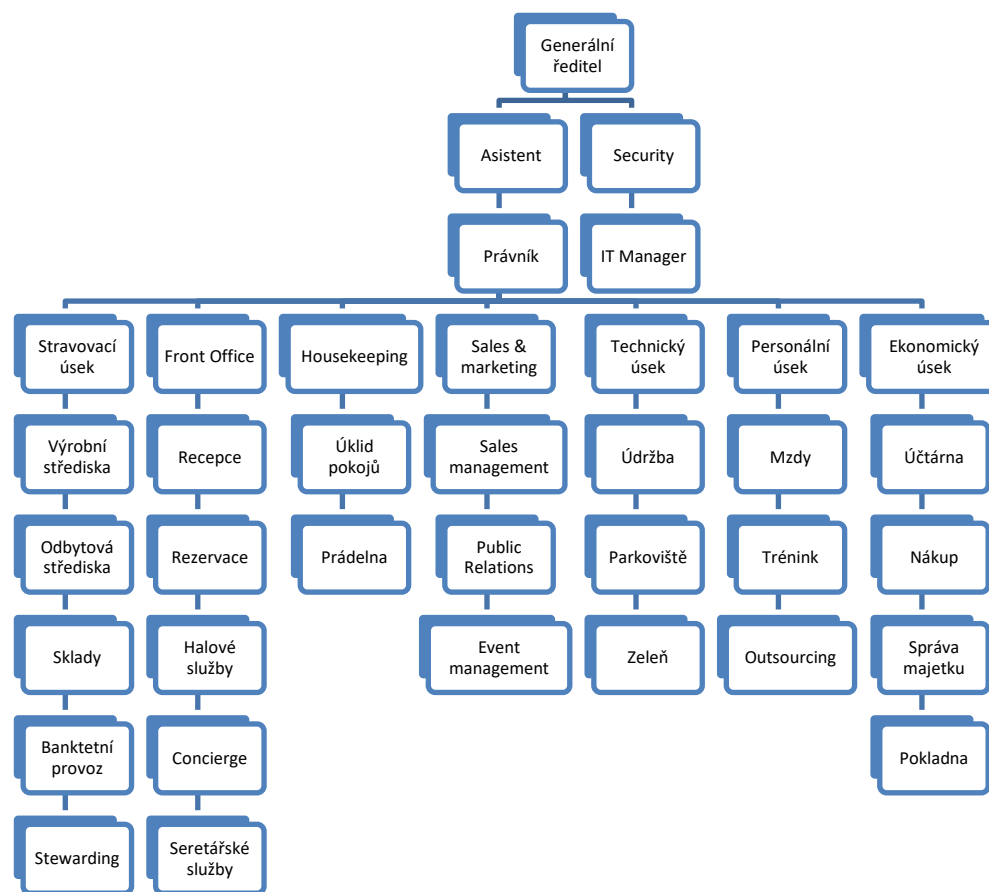 Generální
ředitel
Asistent
Security
Právník
IT Manager
Stravovací
úsek
Front Office
Housekeeping
Sales &
marketing
Technický
úsek
Personální
úsek
Ekonomický
úsek
Výrobní
střediska
Recepce
Úklid
pokojů
Sales
management
Údržba
Mzdy
Účtárna
Odbytová
střediska
Rezervace
Prádelna
Public
Relations
Parkoviště
Trénink
Nákup
Sklady
Halové
služby
Event
management
Zeleň
Outsourcing
Správa
majetku
Banktetní
provoz
Concierge
Pokladna
Stewarding
Seretářské
služby